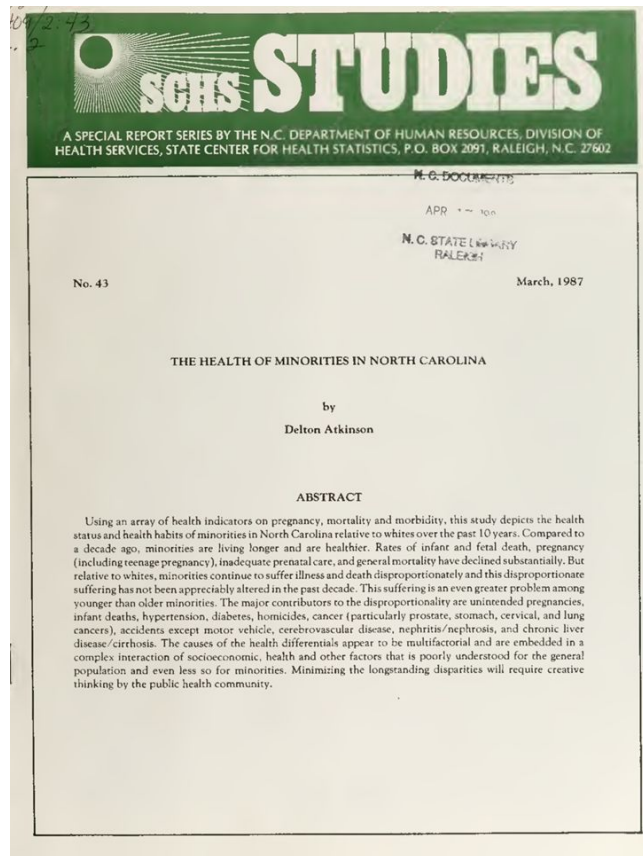 409/2:43
2
SCHS STUDIES
A SPECIAL REPORT SERIES BY THE N.C. DEPARTMENT OF HUMAN RESOURCES, DIVISION OF
HEALTH SERVICES, STATE CENTER FOR HEALTH STATISTICS, P.O. BOX 2091, RALEIGH, N.C. 27602
N. C. DOCUMENTS
APR
N. C. STATE LIBRARY
RALEIGH
No. 43 March, 1987
THE HEALTH OF MINORITIES IN NORTH CAROLINA
by
Delton Atkinson
ABSTRACT
Using an array of health indicators on pregnancy, mortality and morbidity, this study depicts the health
status and health habits of minorities in North Carolina relative to whites over the past 10 years. Compared to
a decade ago, minorities are living longer and are healthier. Rates of infant and fetal death, pregnancy
(including teenage pregnancy), inadequate prenatal care, and general mortality have declined substantially. But
relative to whites, minorities continue to suffer illness and death disproportionately and this disproportionate
suffering has not been appreciably altered in the past decade. This suffering is an even greater problem among
younger than older minorities. The major contributors to the disproportionality are unintended pregnancies,
infant deaths, hypertension, diabetes, homicides, cancer (particularly prostate, stomach, cervical, and lung
cancers), accidents except motor vehicle, cerebrovascular disease, nephritis/nephrosis, and chronic liver
disease/cirrhosis. The causes of the health differentials appear to be multifactorial and are embedded in a
complex interaction of socioeconomic, health and other factors that is poorly understood for the general
population and even less so for minorities. Minimizing the longstanding disparities will require creative
thinking by the public health community.